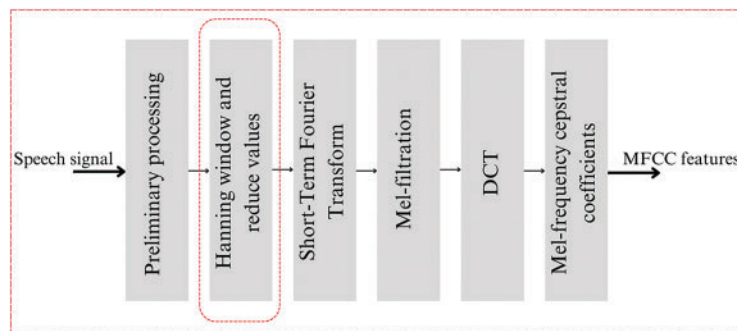 Speech signal
Preliminary processing
Hanning window and
reduce values
Short-Term Fourier
Transform
Mel-filtration
DCT
Mel-frequency cepstral
coefficients
MFCC features